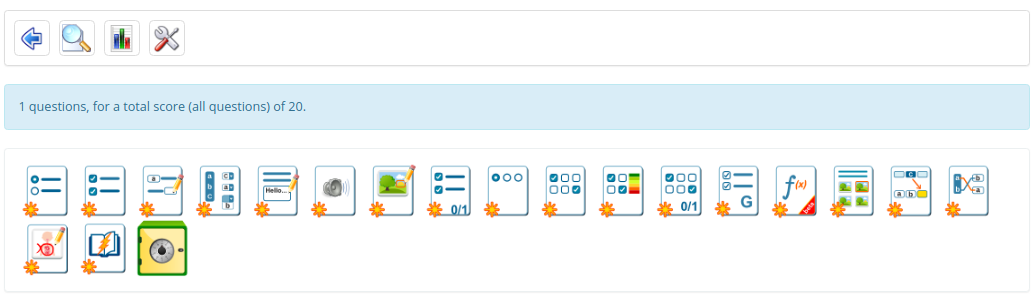 1 questions, for a total score (all questions) of 20.
a
a
b
c
c
a
b
Hello...
0/1
0/1
G
f(x)
c
a b
a
b
b
a